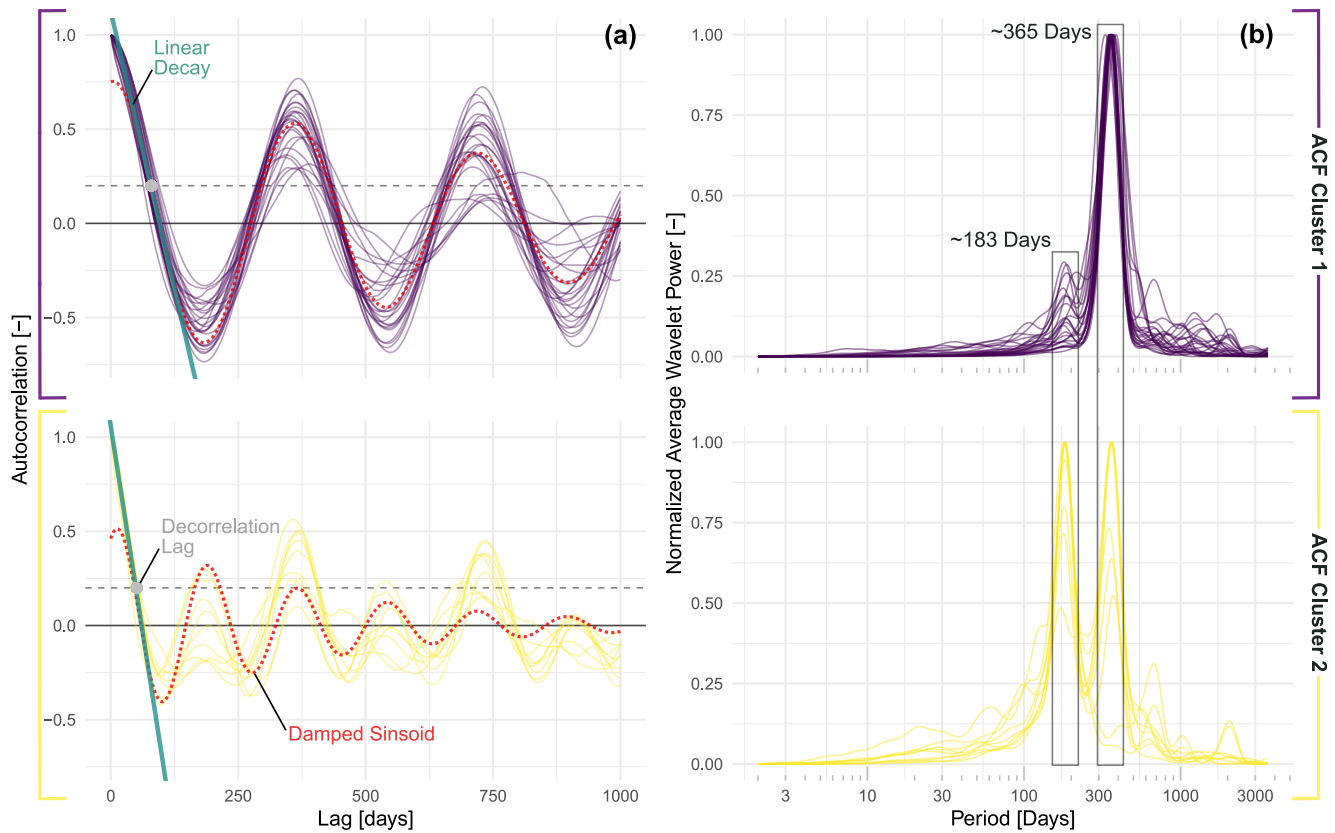 (a)
Linear
Decay
1.0
0.5
0.0
−0.5
Autocorrelation [−]
1.0
0.5
0.0
−0.5
Decorrelation
Lag
Damped Sinsoid
0
250
500
750
1000
Lag [days]
(b)
~365 Days
~183 Days
1.00
0.75
0.50
0.25
0.00
Normalized Average Wavelet Power [−]
1.00
0.75
0.50
0.25
0.00
3
10
30
100
300
1000
3000
Period [Days]
ACF Cluster 1
ACF Cluster 2